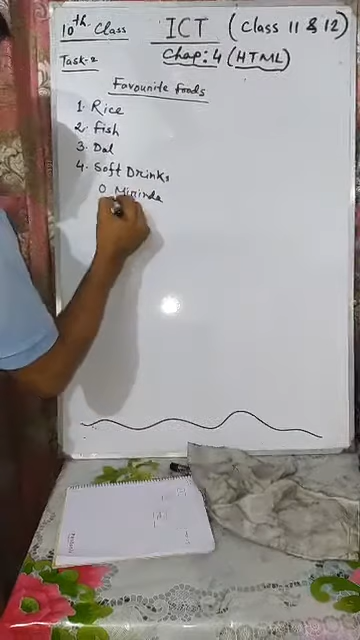 10th Class ICT (Class 11 & 12)
Task-2 Chap: 4 (HTML)
Favourite foods
1. Rice
2. Fish
3. Dal
4. Soft Drinks
O Mirinda